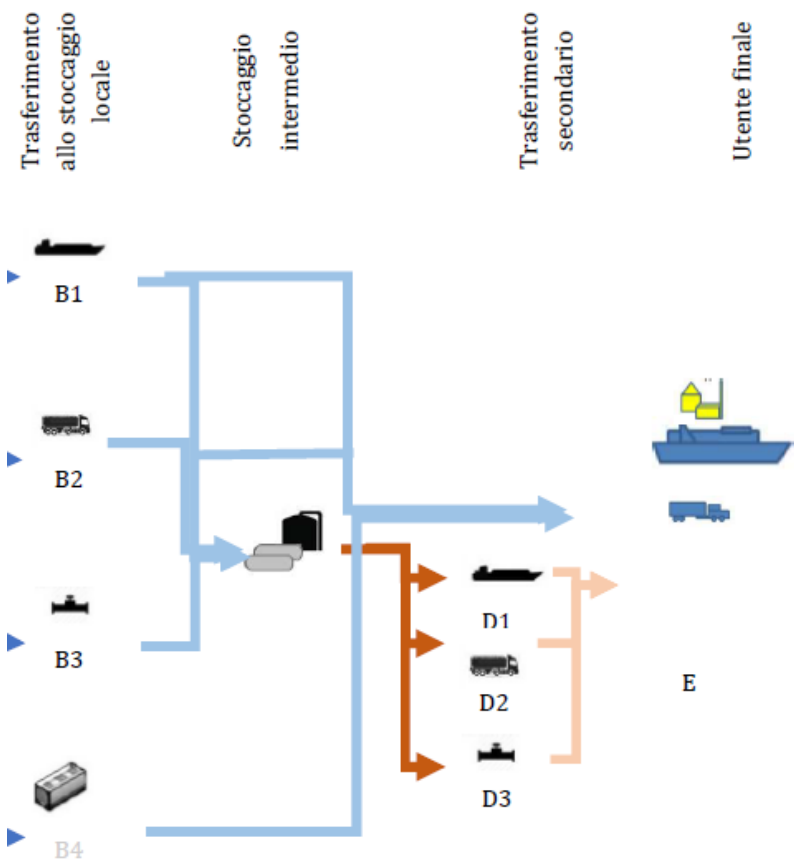 Trasferimento
allo stoccaggio
locale
Stoccaggio
intermedio
Trasferimento
secondario
Utente finale
B1
B2
B3
B4
D1
D2
D3
E